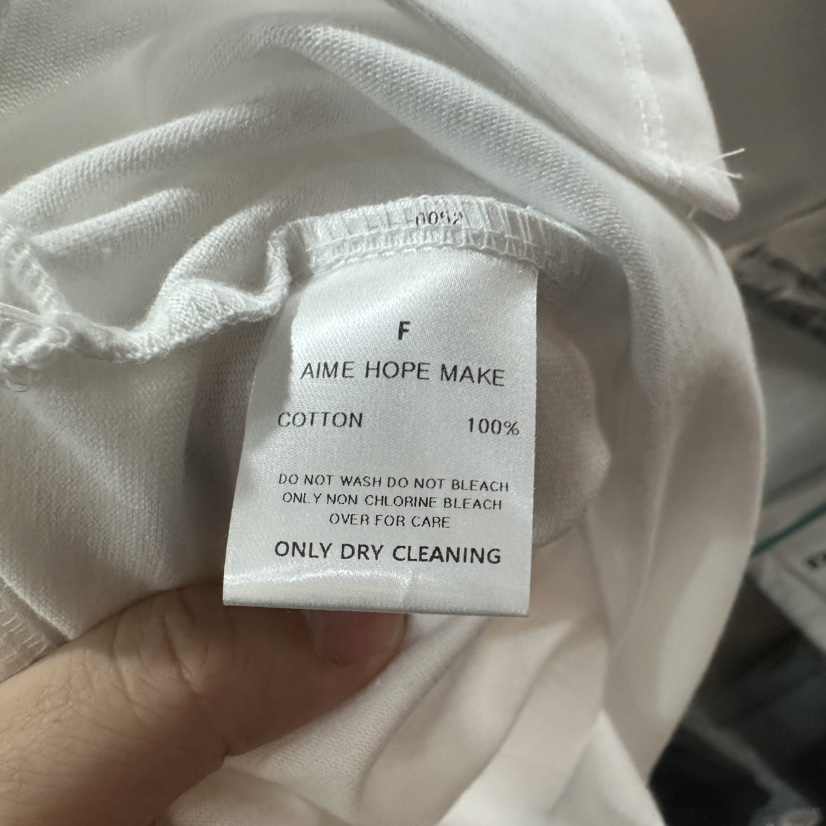 0092
F
AIME HOPE MAKE
COTTON 100%
DO NOT WASH DO NOT BLEACH
ONLY NON CHLORINE BLEACH
OVER FOR CARE
ONLY DRY CLEANING